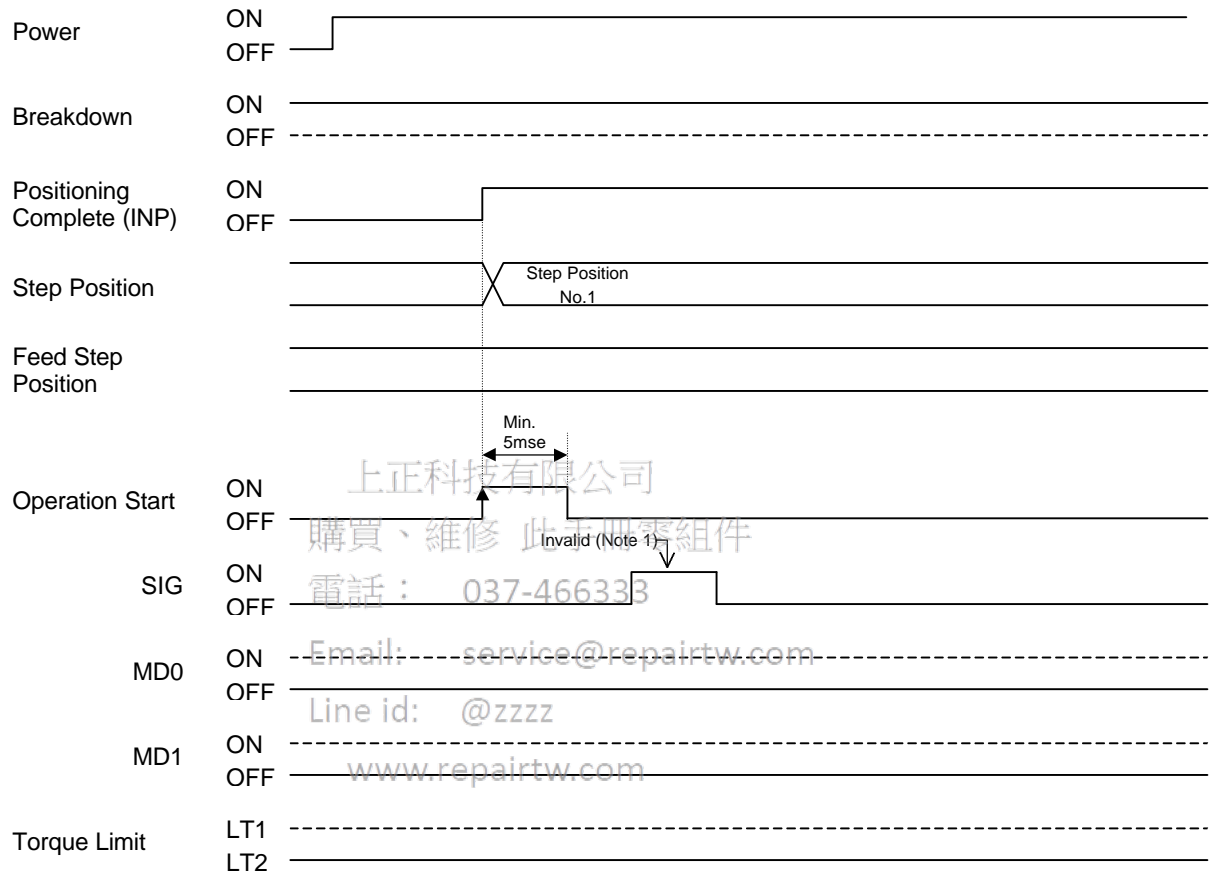 Power
ON
OFF
Breakdown
ON
OFF
Positioning
Complete (INP)
ON
OFF
Step Position
Step Position
No.1
Feed Step
Position
Min.
5mse
Operation Start
ON
OFF
上正科技有限公司
購買、維修 此手冊零組件
Invalid (Note 1)
SIG
ON
OFF
電話： 037-466333
MD0
ON
OFF
Email: service@repairtw.com
Line id: @zzzz
MD1
ON
OFF
www.repairtw.com
Torque Limit
LT1
LT2